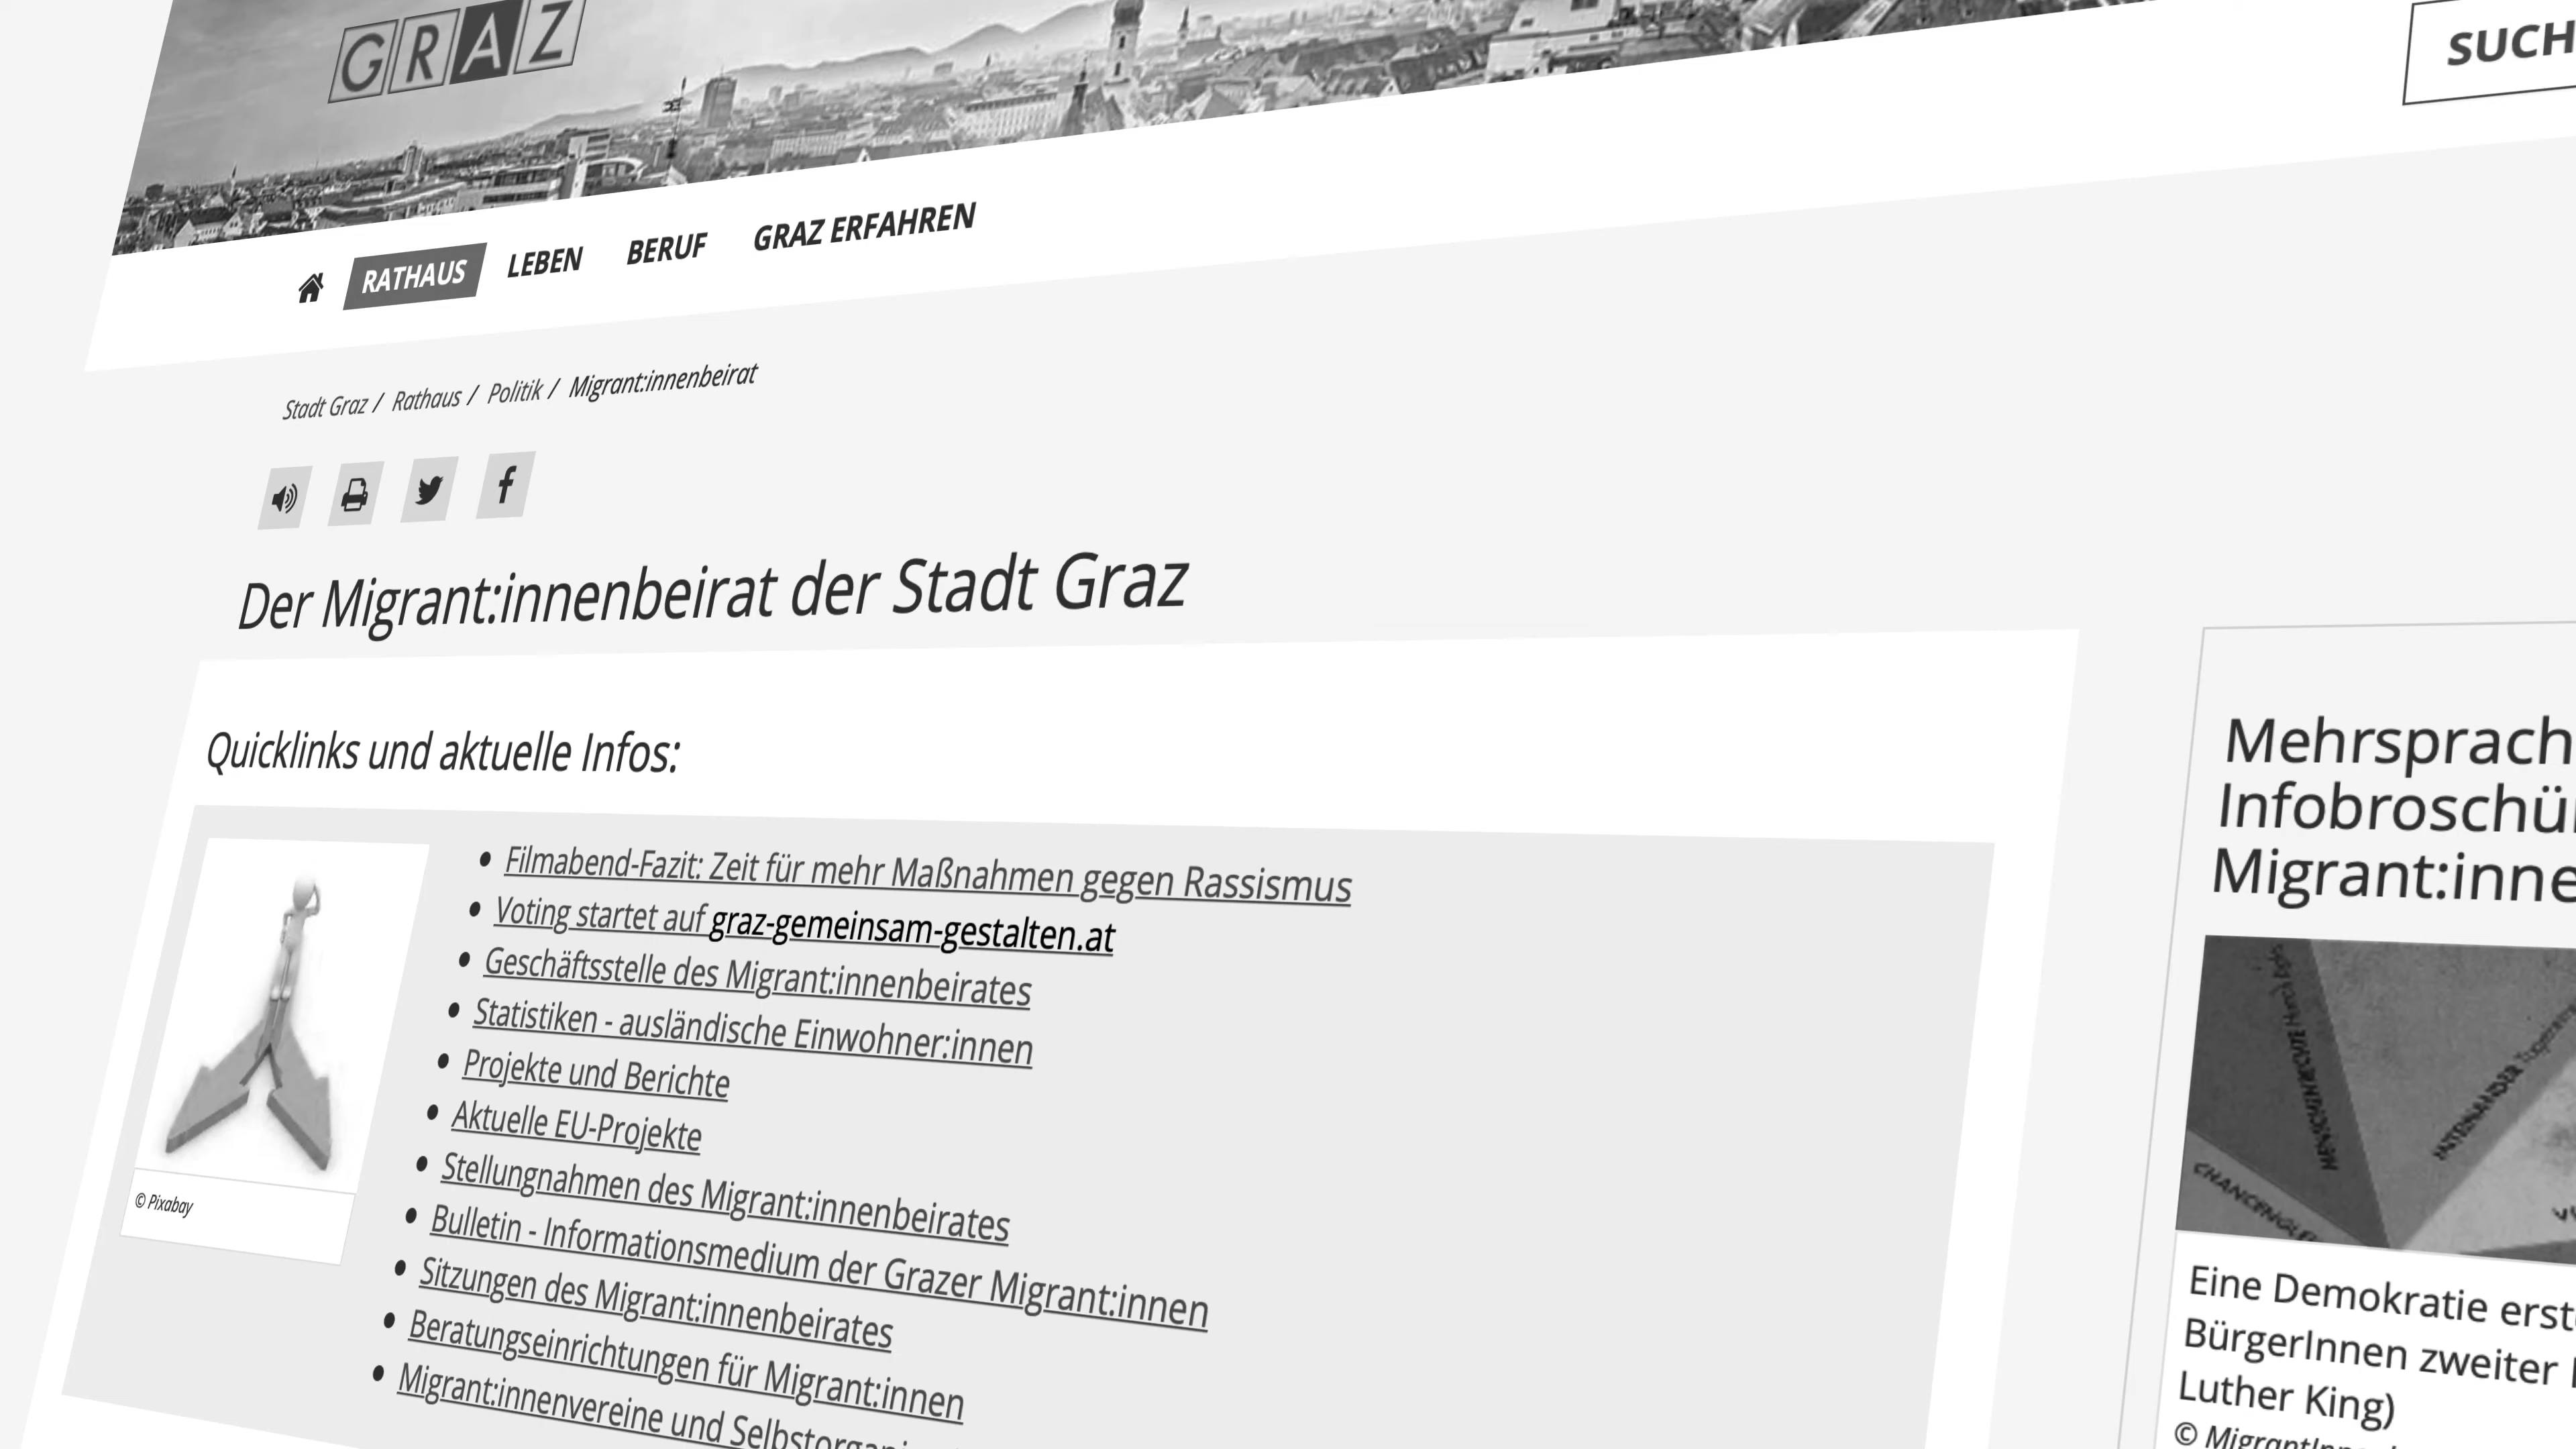 GRAZ
SUCH
RATHAUS LEBEN BERUF GRAZ ERFAHREN
Stadt Graz / Rathaus / Politik / Migrant:innenbeirat
Der Migrant:innenbeirat der Stadt Graz
Quicklinks und aktuelle Infos:
• Filmabend-Fazit: Zeit für mehr Maßnahmen gegen Rassismus
• Voting startet auf graz-gemeinsam-gestalten.at
• Geschäftsstelle des Migrant:innenbeirates
• Statistiken - ausländische Einwohner:innen
• Projekte und Berichte
• Aktuelle EU-Projekte
• Stellungnahmen des Migrant:innenbeirates
• Bulletin - Informationsmedium der Grazer Migrant:innen
• Sitzungen des Migrant:innenbeirates
• Beratungseinrichtungen für Migrant:innen
• Migrant:innenvereine und
© Pixabay
Mehrsprach
Infobroschü
Migrant:inne
Eine Demokratie erst
BürgerInnen zweiter
Luther King)
©